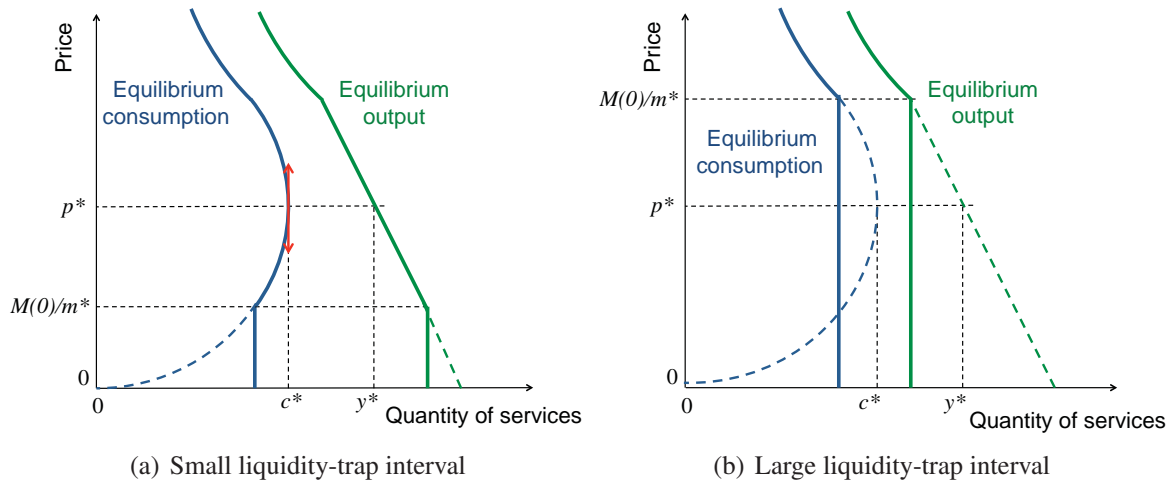 Price
Equilibrium
consumption
Equilibrium
output
p*
M(0)/m*
0
0
c*
y*
Quantity of services
(a) Small liquidity-trap interval
Price
M(0)/m*
Equilibrium
output
Equilibrium
consumption
p*
0
0
c*
y*
Quantity of services
(b) Large liquidity-trap interval